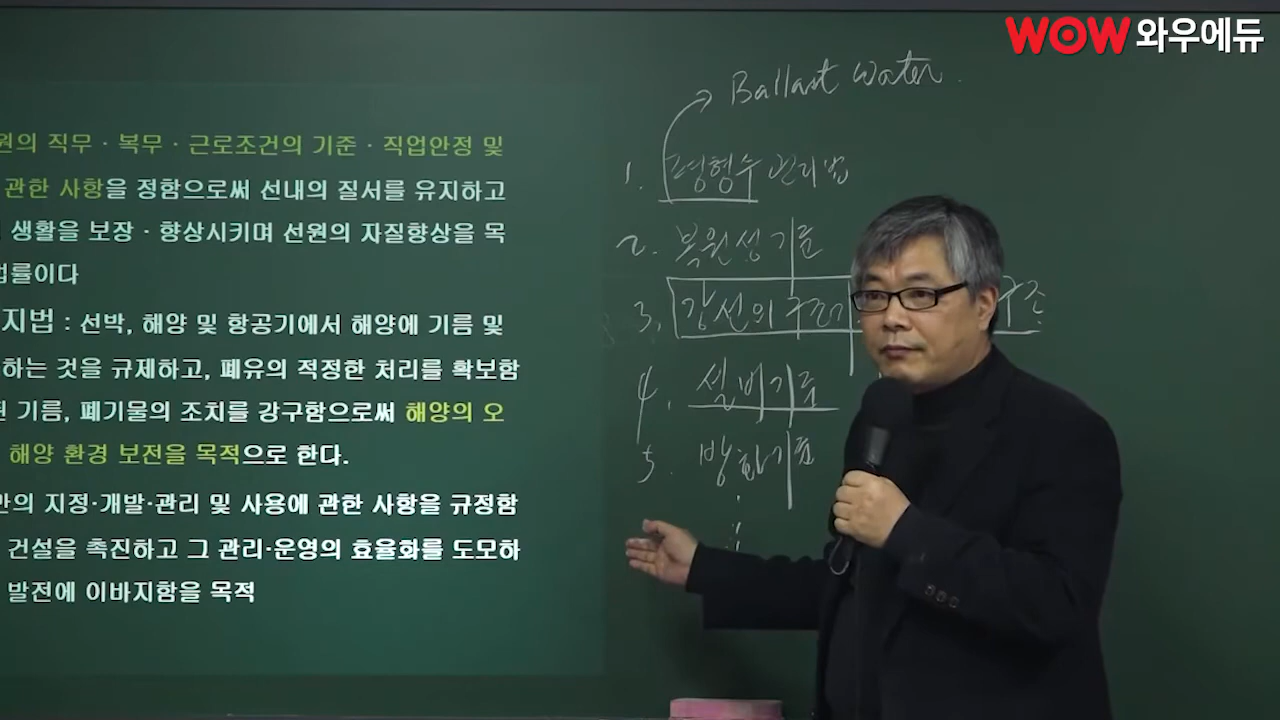 WOW 와우에듀
원의 직무 · 복무 · 근로조건의 기준 · 직업안정 및
관한 사항을 정함으로써 선내의 질서를 유지하고
생활을 보장 · 향상시키며 선원의 자질향상을 목
법률이다
지법 : 선박, 해양 및 항공기에서 해양에 기름 및
하는 것을 규제하고, 폐유의 적정한 처리를 확보함
된 기름, 폐기물의 조치를 강구함으로써 해양의 오
해양 환경 보전을 목적으로 한다.
만의 지정·개발·관리 및 사용에 관한 사항을 규정함
건설을 촉진하고 그 관리·운영의 효율화를 도모하
발전에 이바지함을 목적
→ Ballast water.
1. 평형수 관리법
2. 복원성 기준
3. 강선의 구조기 구조
4. 설비기준
5. 방화기준